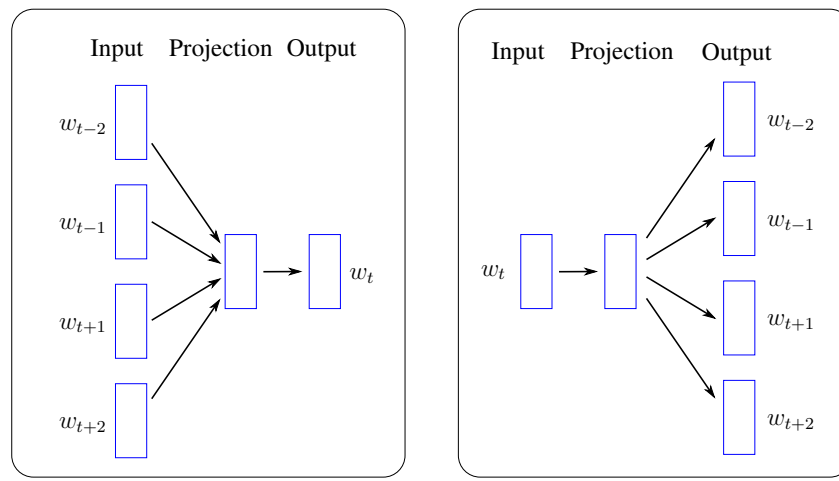 Input Projection Output
w_{t−2}
w_{t−1}
w_{t+1}
w_{t+2}
w_t
Input Projection Output
w_t
w_{t−2}
w_{t−1}
w_{t+1}
w_{t+2}